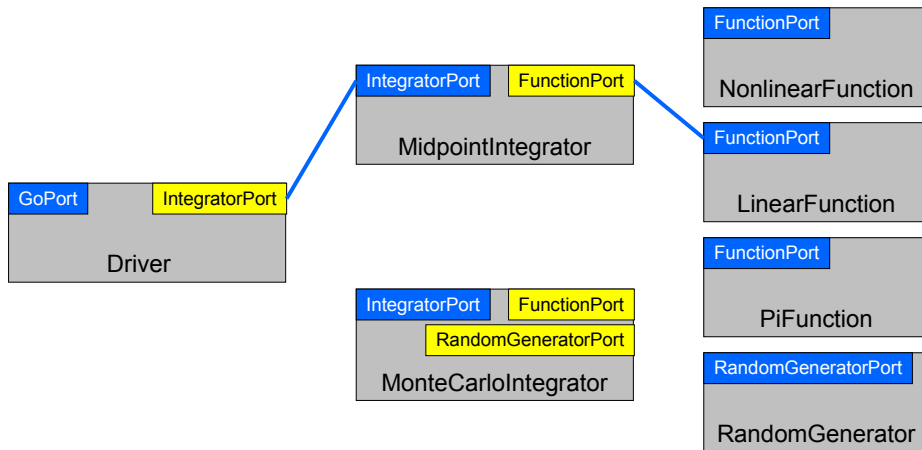 GoPort
IntegratorPort
Driver
IntegratorPort
FunctionPort
MidpointIntegrator
IntegratorPort
FunctionPort
RandomGeneratorPort
MonteCarloIntegrator
FunctionPort
NonlinearFunction
FunctionPort
LinearFunction
FunctionPort
PiFunction
RandomGeneratorPort
RandomGenerator